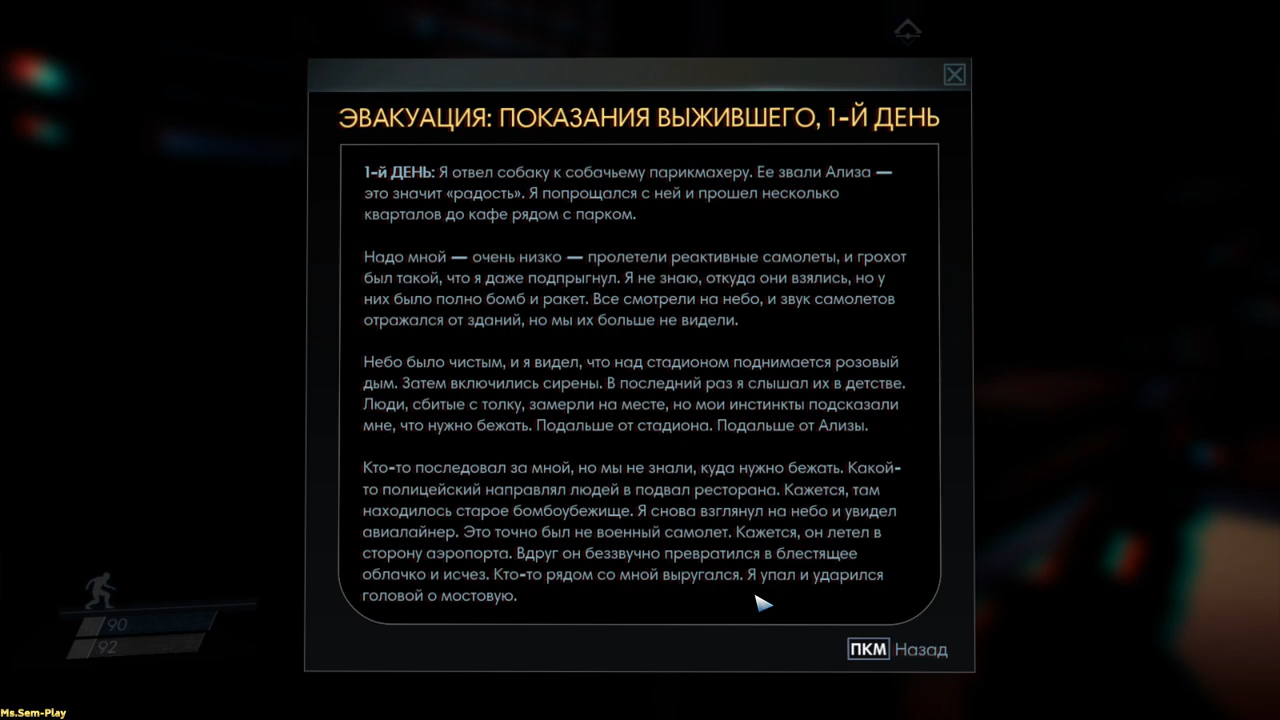 ЭВАКУАЦИЯ: ПОКАЗАНИЯ ВЫЖИВШЕГО, 1-Й ДЕНЬ
1-й ДЕНЬ: Я отвел собаку к собачьему парикмахеру. Ее звали Ализа —
это значит «радость». Я попрощался с ней и прошел несколько
кварталов до кафе рядом с парком.
Надо мной — очень низко — пролетели реактивные самолеты, и грохот
был такой, что я даже подпрыгнул. Я не знаю, откуда они взялись, но у
них было полно бомб и ракет. Все смотрели на небо, и звук самолетов
отражался от зданий, но мы их больше не видели.
Небо было чистым, и я видел, что над стадионом поднимается розовый
дым. Затем включились сирены. В последний раз я слышал их в детстве.
Люди, сбитые с толку, замерли на месте, но мои инстинкты подсказали
мне, что нужно бежать. Подальше от стадиона. Подальше от Ализы.
Кто-то последовал за мной, но мы не знали, куда нужно бежать. Какой-
то полицейский направлял людей в подвал ресторана. Кажется, там
находилось старое бомбоубежище. Я снова взглянул на небо и увидел
авиалайнер. Это точно был не военный самолет. Кажется, он летел в
сторону аэропорта. Вдруг он беззвучно превратился в блестящее
облачко и исчез. Кто-то рядом со мной выругался. Я упал и ударился
головой о мостовую.
90
92
ПКМ Назад
Ms.Sem-Play